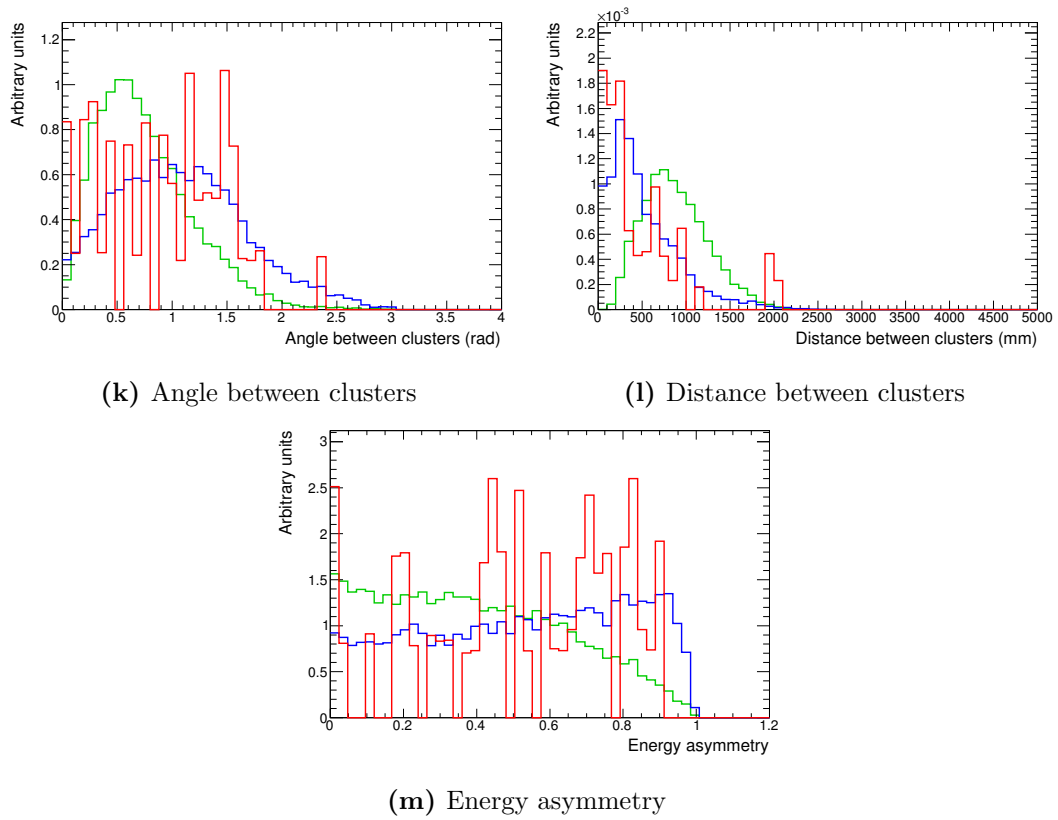 Arbitrary units
1.2
1
0.8
0.6
0.4
0.2
0
0 0.5 1 1.5 2 2.5 3 3.5 4
Angle between clusters (rad)
(k) Angle between clusters
×10⁻³
Arbitrary units
2.2
2
1.8
1.6
1.4
1.2
1
0.8
0.6
0.4
0.2
0
0 500 1000 1500 2000 2500 3000 3500 4000 4500 5000
Distance between clusters (mm)
(l) Distance between clusters
Arbitrary units
3
2.5
2
1.5
1
0.5
0
0 0.2 0.4 0.6 0.8 1 1.2
Energy asymmetry
(m) Energy asymmetry